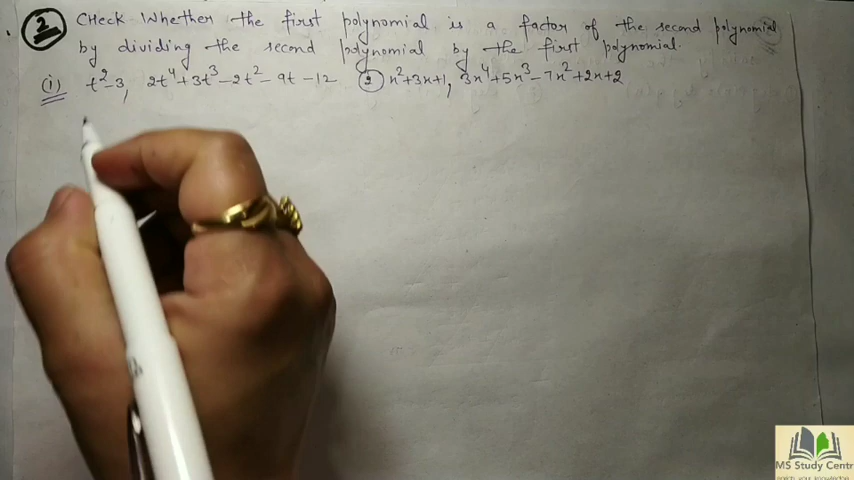 2 CHeck Whether the first polynomial is a factor of the second polynomial
by dividing the second polynomial by the first polynomial.
(i) t²-3, 2t⁴+3t³-2t²-9t-12 2 x²+3x+1, 3x⁴+5x³-7x²+2x+2
MS Study Centr